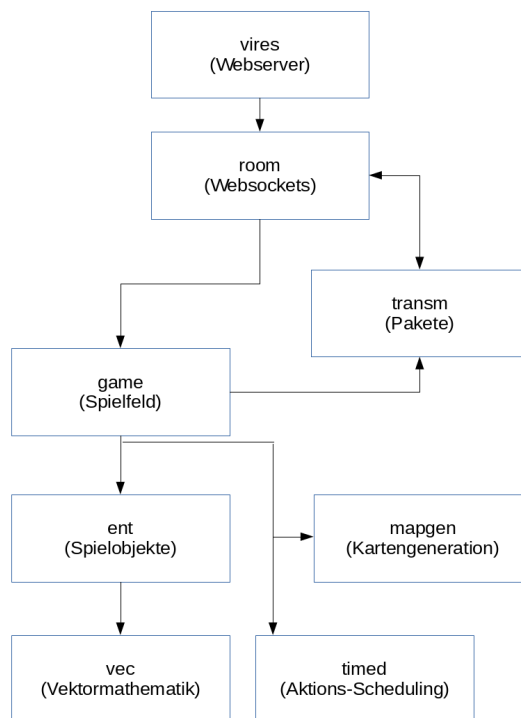 vires
(Webserver)
room
(Websockets)
transm
(Pakete)
game
(Spielfeld)
ent
(Spielobjekte)
mapgen
(Kartengeneration)
vec
(Vektormathematik)
timed
(Aktions-Scheduling)